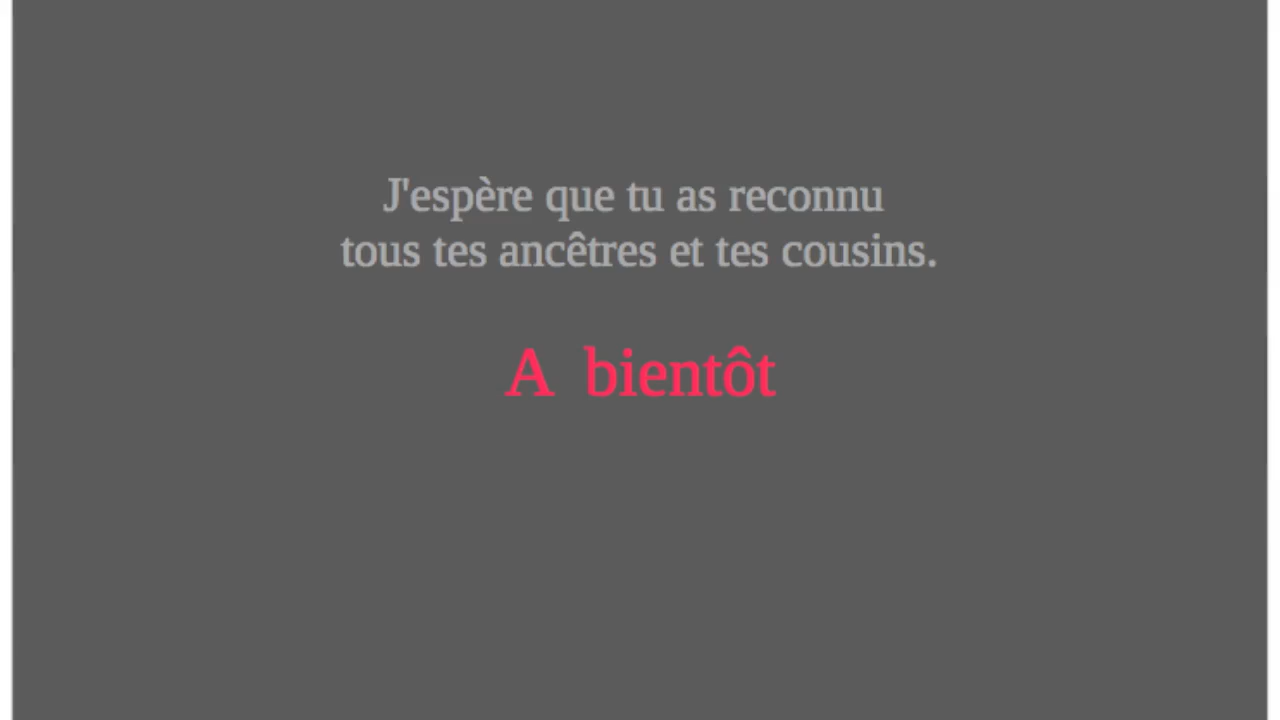 J'espère que tu as reconnu
tous tes ancêtres et tes cousins.
A bientôt